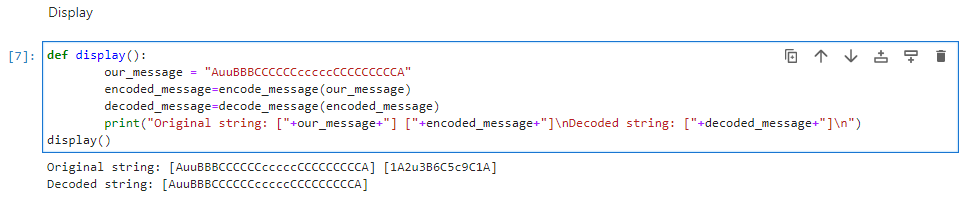 Display
[7]: def display():
our_message = "AuuBBBCCCCCCcccccCCCCCCCCCA"
encoded_message=encode_message(our_message)
decoded_message=decode_message(encoded_message)
print("Original string: ["+our_message+"] ["+encoded_message+"]\nDecoded string: ["+decoded_message+"]\n")
display()
Original string: [AuuBBBCCCCCCcccccCCCCCCCCCA] [1A2u3B6C5c9C1A]
Decoded string: [AuuBBBCCCCCCcccccCCCCCCCCCA]